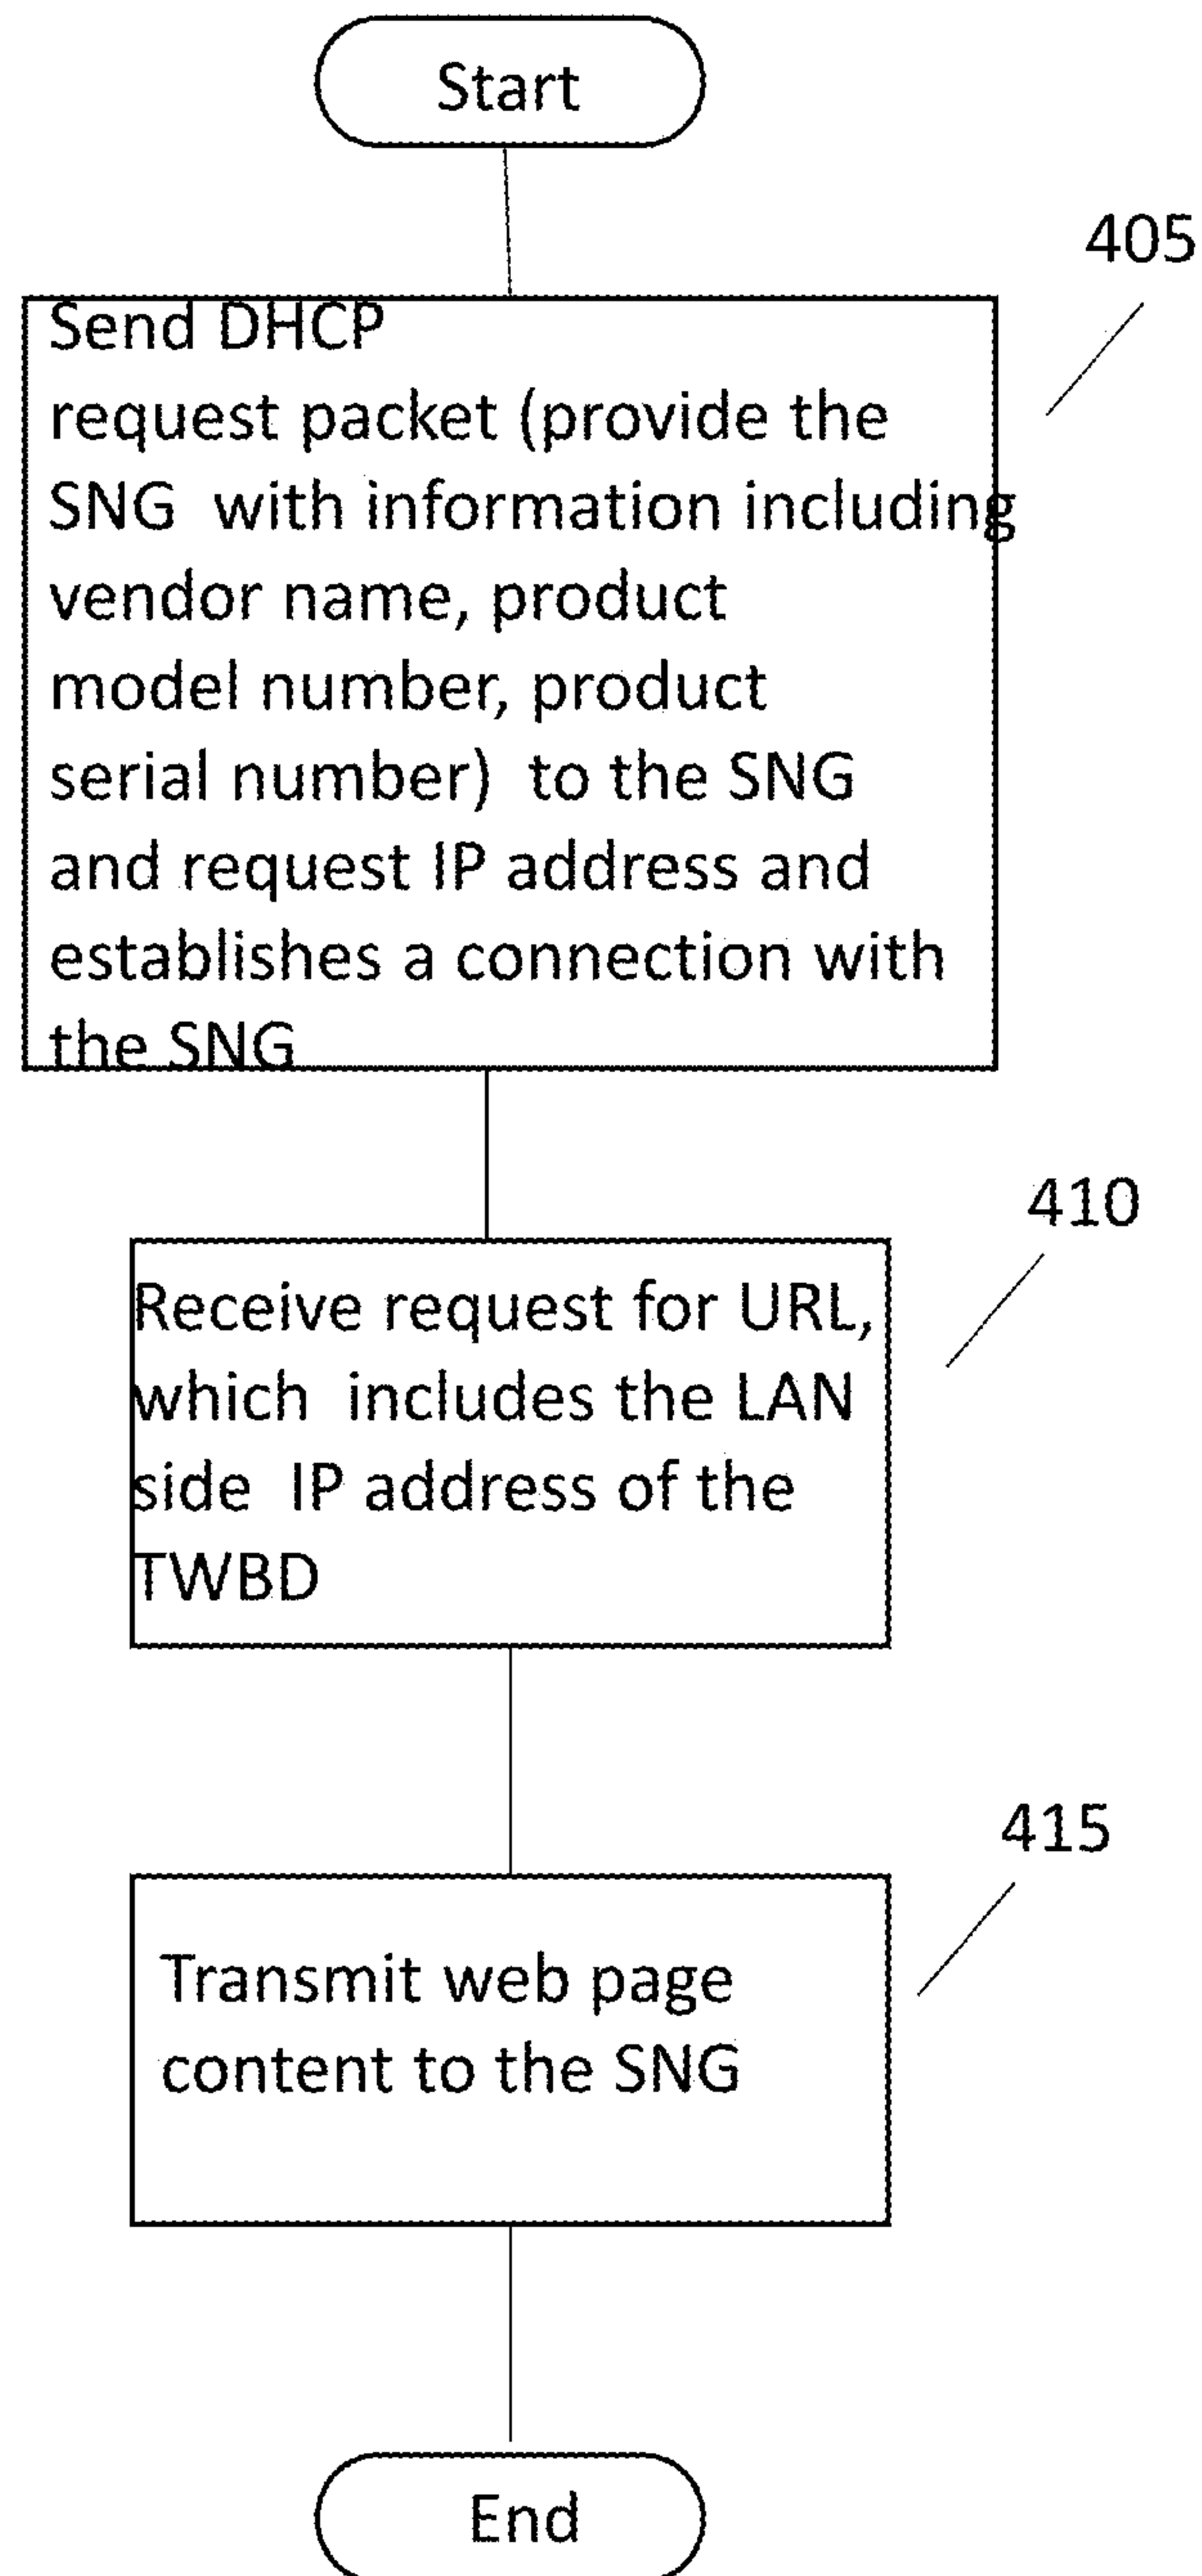 Start
405
Send DHCP
request packet (provide the
SNG with information including
vendor name, product
model number, product
serial number) to the SNG
and request IP address and
establishes a connection with
the SNG
410
Receive request for URL,
which includes the LAN
side IP address of the
TWBD
415
Transmit web page
content to the SNG
End